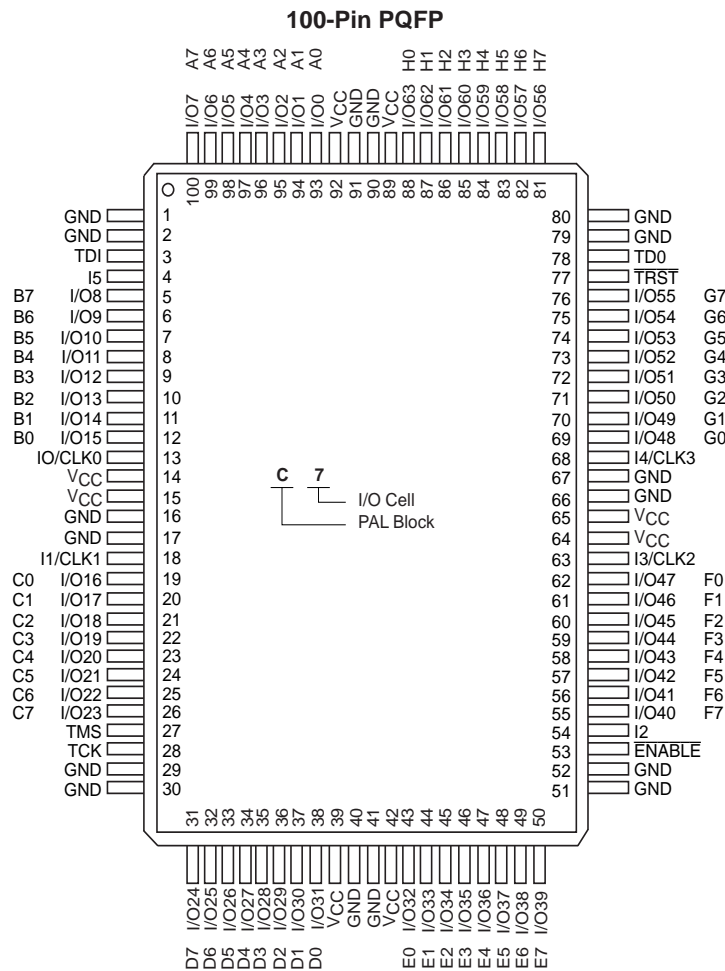 100-Pin PQFP
A7 A6 A5 A4 A3 A2 A1 A0 H0 H1 H2 H3 H4 H5 H6 H7
I/O7 I/O6 I/O5 I/O4 I/O3 I/O2 I/O1 I/O0 VCC GND GND VCC I/O63 I/O62 I/O61 I/O60 I/O59 I/O58 I/O57 I/O56
100 99 98 97 96 95 94 93 92 91 90 89 88 87 86 85 84 83 82 81
GND 1 80 GND
GND 2 79 GND
TDI 3 78 TD0
I5 4 77 TRST
B7 I/O8 5 76 I/O55 G7
B6 I/O9 6 75 I/O54 G6
B5 I/O10 7 74 I/O53 G5
B4 I/O11 8 73 I/O52 G4
B3 I/O12 9 72 I/O51 G3
B2 I/O13 10 71 I/O50 G2
B1 I/O14 11 70 I/O49 G1
B0 I/O15 12 69 I/O48 G0
IO/CLK0 13 68 I4/CLK3
VCC 14 67 GND
VCC 15 66 GND
GND 16 65 VCC
GND 17 64 VCC
I1/CLK1 18 63 I3/CLK2
C0 I/O16 19 62 I/O47 F0
C1 I/O17 20 61 I/O46 F1
C2 I/O18 21 60 I/O45 F2
C3 I/O19 22 59 I/O44 F3
C4 I/O20 23 58 I/O43 F4
C5 I/O21 24 57 I/O42 F5
C6 I/O22 25 56 I/O41 F6
C7 I/O23 26 55 I/O40 F7
TMS 27 54 I2
TCK 28 53 ENABLE
GND 29 52 GND
GND 30 51 GND
C 7
I/O Cell
PAL Block
31 32 33 34 35 36 37 38 39 40 41 42 43 44 45 46 47 48 49 50
I/O24 I/O25 I/O26 I/O27 I/O28 I/O29 I/O30 I/O31 VCC GND GND VCC I/O32 I/O33 I/O34 I/O35 I/O36 I/O37 I/O38 I/O39
D7 D6 D5 D4 D3 D2 D1 D0 E0 E1 E2 E3 E4 E5 E6 E7